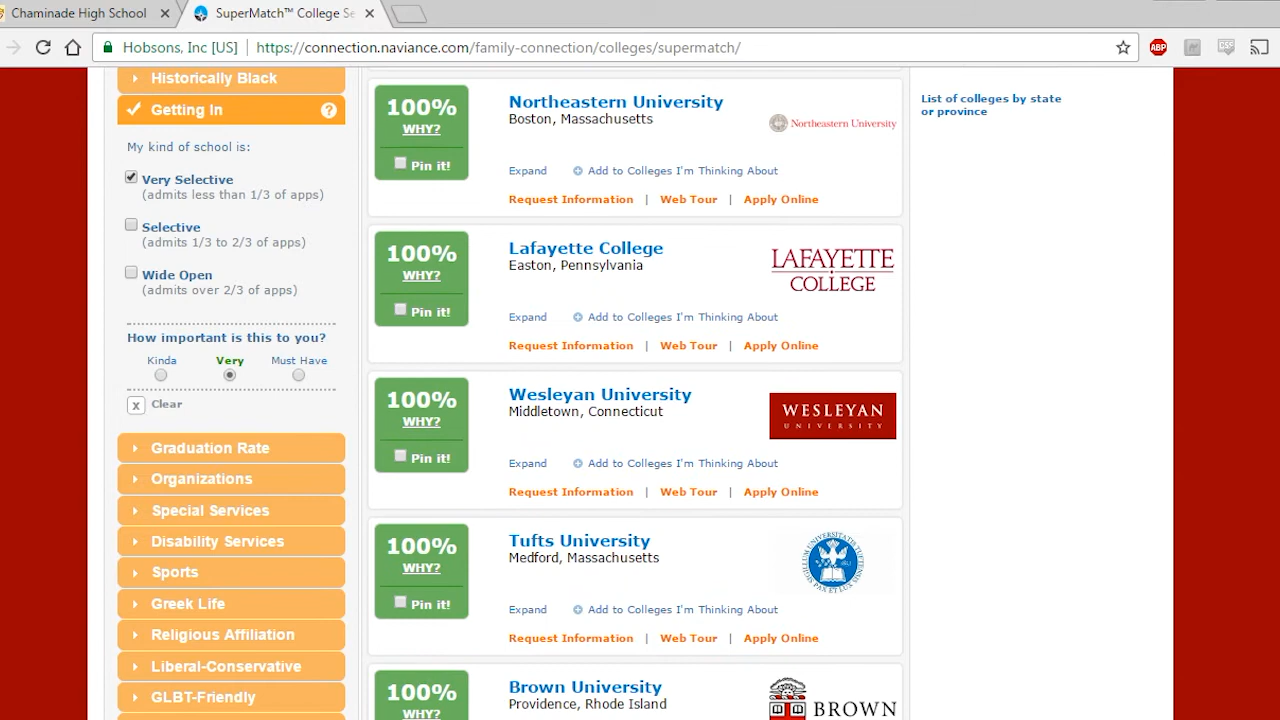 Chaminade High School
SuperMatch™ College Se
Hobsons, Inc [US]
https://connection.naviance.com/family-connection/colleges/supermatch/
ABP
CSS
Historically Black
Getting In
?
My kind of school is:
Very Selective
(admits less than 1/3 of apps)
Selective
(admits 1/3 to 2/3 of apps)
Wide Open
(admits over 2/3 of apps)
How important is this to you?
Kinda Very Must Have
x Clear
Graduation Rate
Organizations
Special Services
Disability Services
Sports
Greek Life
Religious Affiliation
Liberal-Conservative
GLBT-Friendly
100%
WHY?
Pin it!
Northeastern University
Boston, Massachusetts
Northeastern University
Expand Add to Colleges I'm Thinking About
Request Information | Web Tour | Apply Online
100%
WHY?
Pin it!
Lafayette College
Easton, Pennsylvania
LAFAYETTE
COLLEGE
Expand Add to Colleges I'm Thinking About
Request Information | Web Tour | Apply Online
100%
WHY?
Pin it!
Wesleyan University
Middletown, Connecticut
WESLEYAN
UNIVERSITY
Expand Add to Colleges I'm Thinking About
Request Information | Web Tour | Apply Online
100%
WHY?
Pin it!
Tufts University
Medford, Massachusetts
Expand Add to Colleges I'm Thinking About
Request Information | Web Tour | Apply Online
100%
WHY?
Brown University
Providence, Rhode Island
BROWN
List of colleges by state
or province